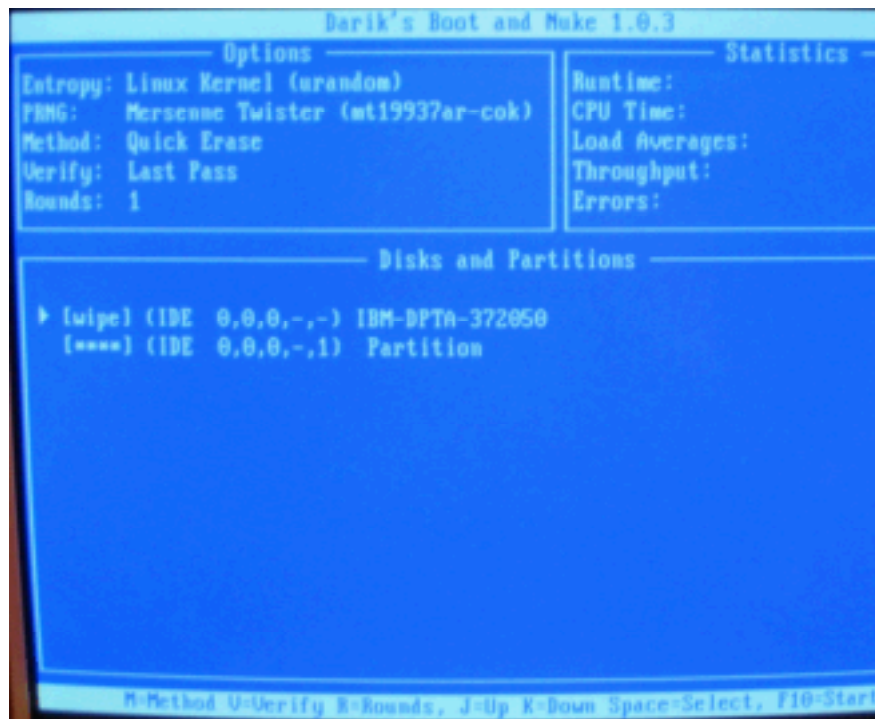 Darik's Boot and Nuke 1.0.3
Options
Entropy: Linux Kernel (urandom)
PRNG: Mersenne Twister (mt19937ar-cok)
Method: Quick Erase
Verify: Last Pass
Rounds: 1
Statistics
Runtime:
CPU Time:
Load Averages:
Throughput:
Errors:
Disks and Partitions
[wipe] (IDE 0,0,0,-,-) IBM-DPTA-372050
[****] (IDE 0,0,0,-,1) Partition
M=Method V=Verify R=Rounds, J=Up K=Down Space=Select, F10=Start